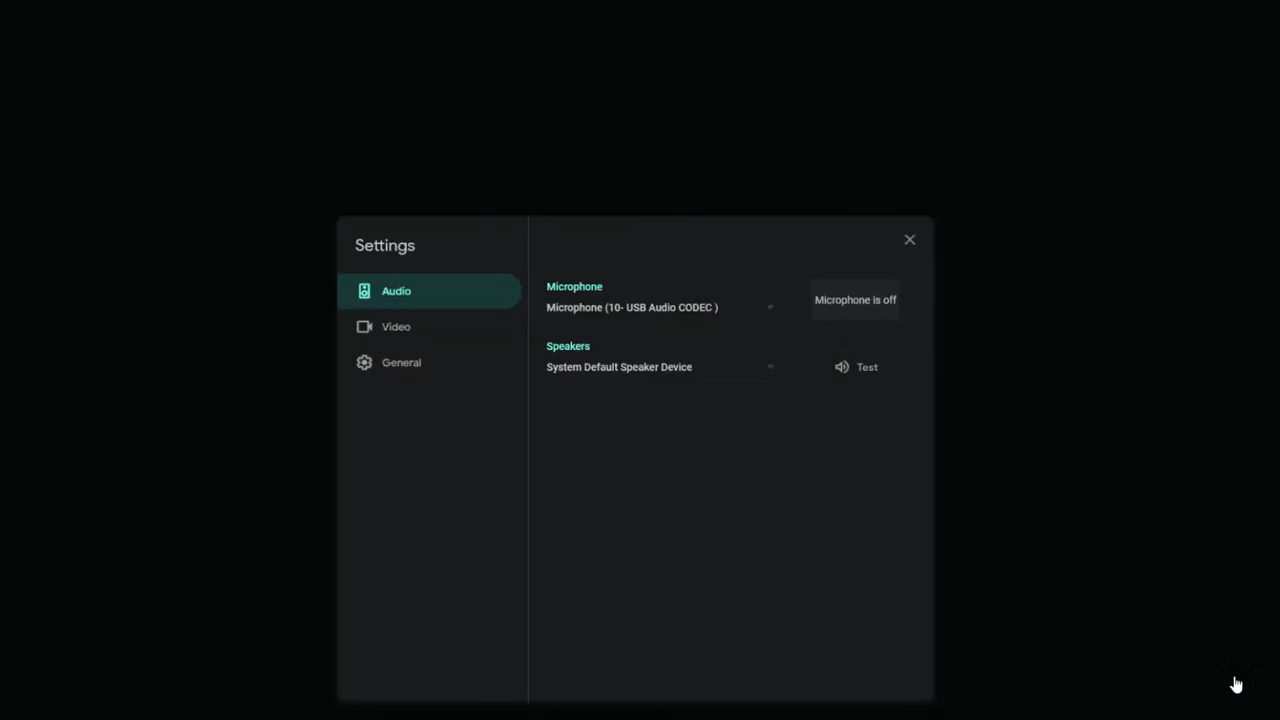 Settings
Audio
Video
General
Microphone
Microphone (10- USB Audio CODEC )
Microphone is off
Speakers
System Default Speaker Device
Test